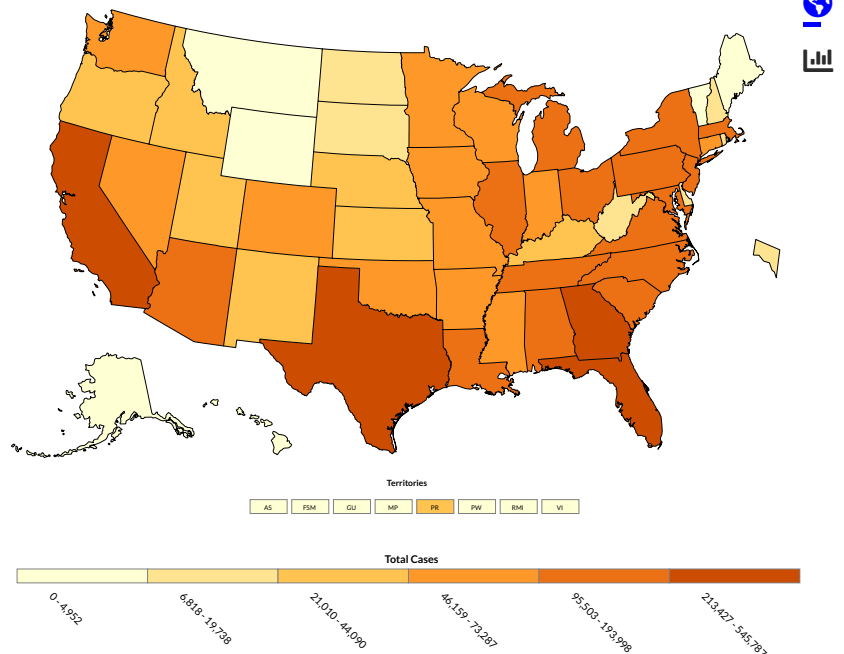 Territories
AS FSM GU MP PR PW RMI VI
Total Cases
0 - 4,952
6,818 - 19,738
21,010 - 44,090
46,159 - 73,287
95,503 - 193,998
213,427 - 545,787